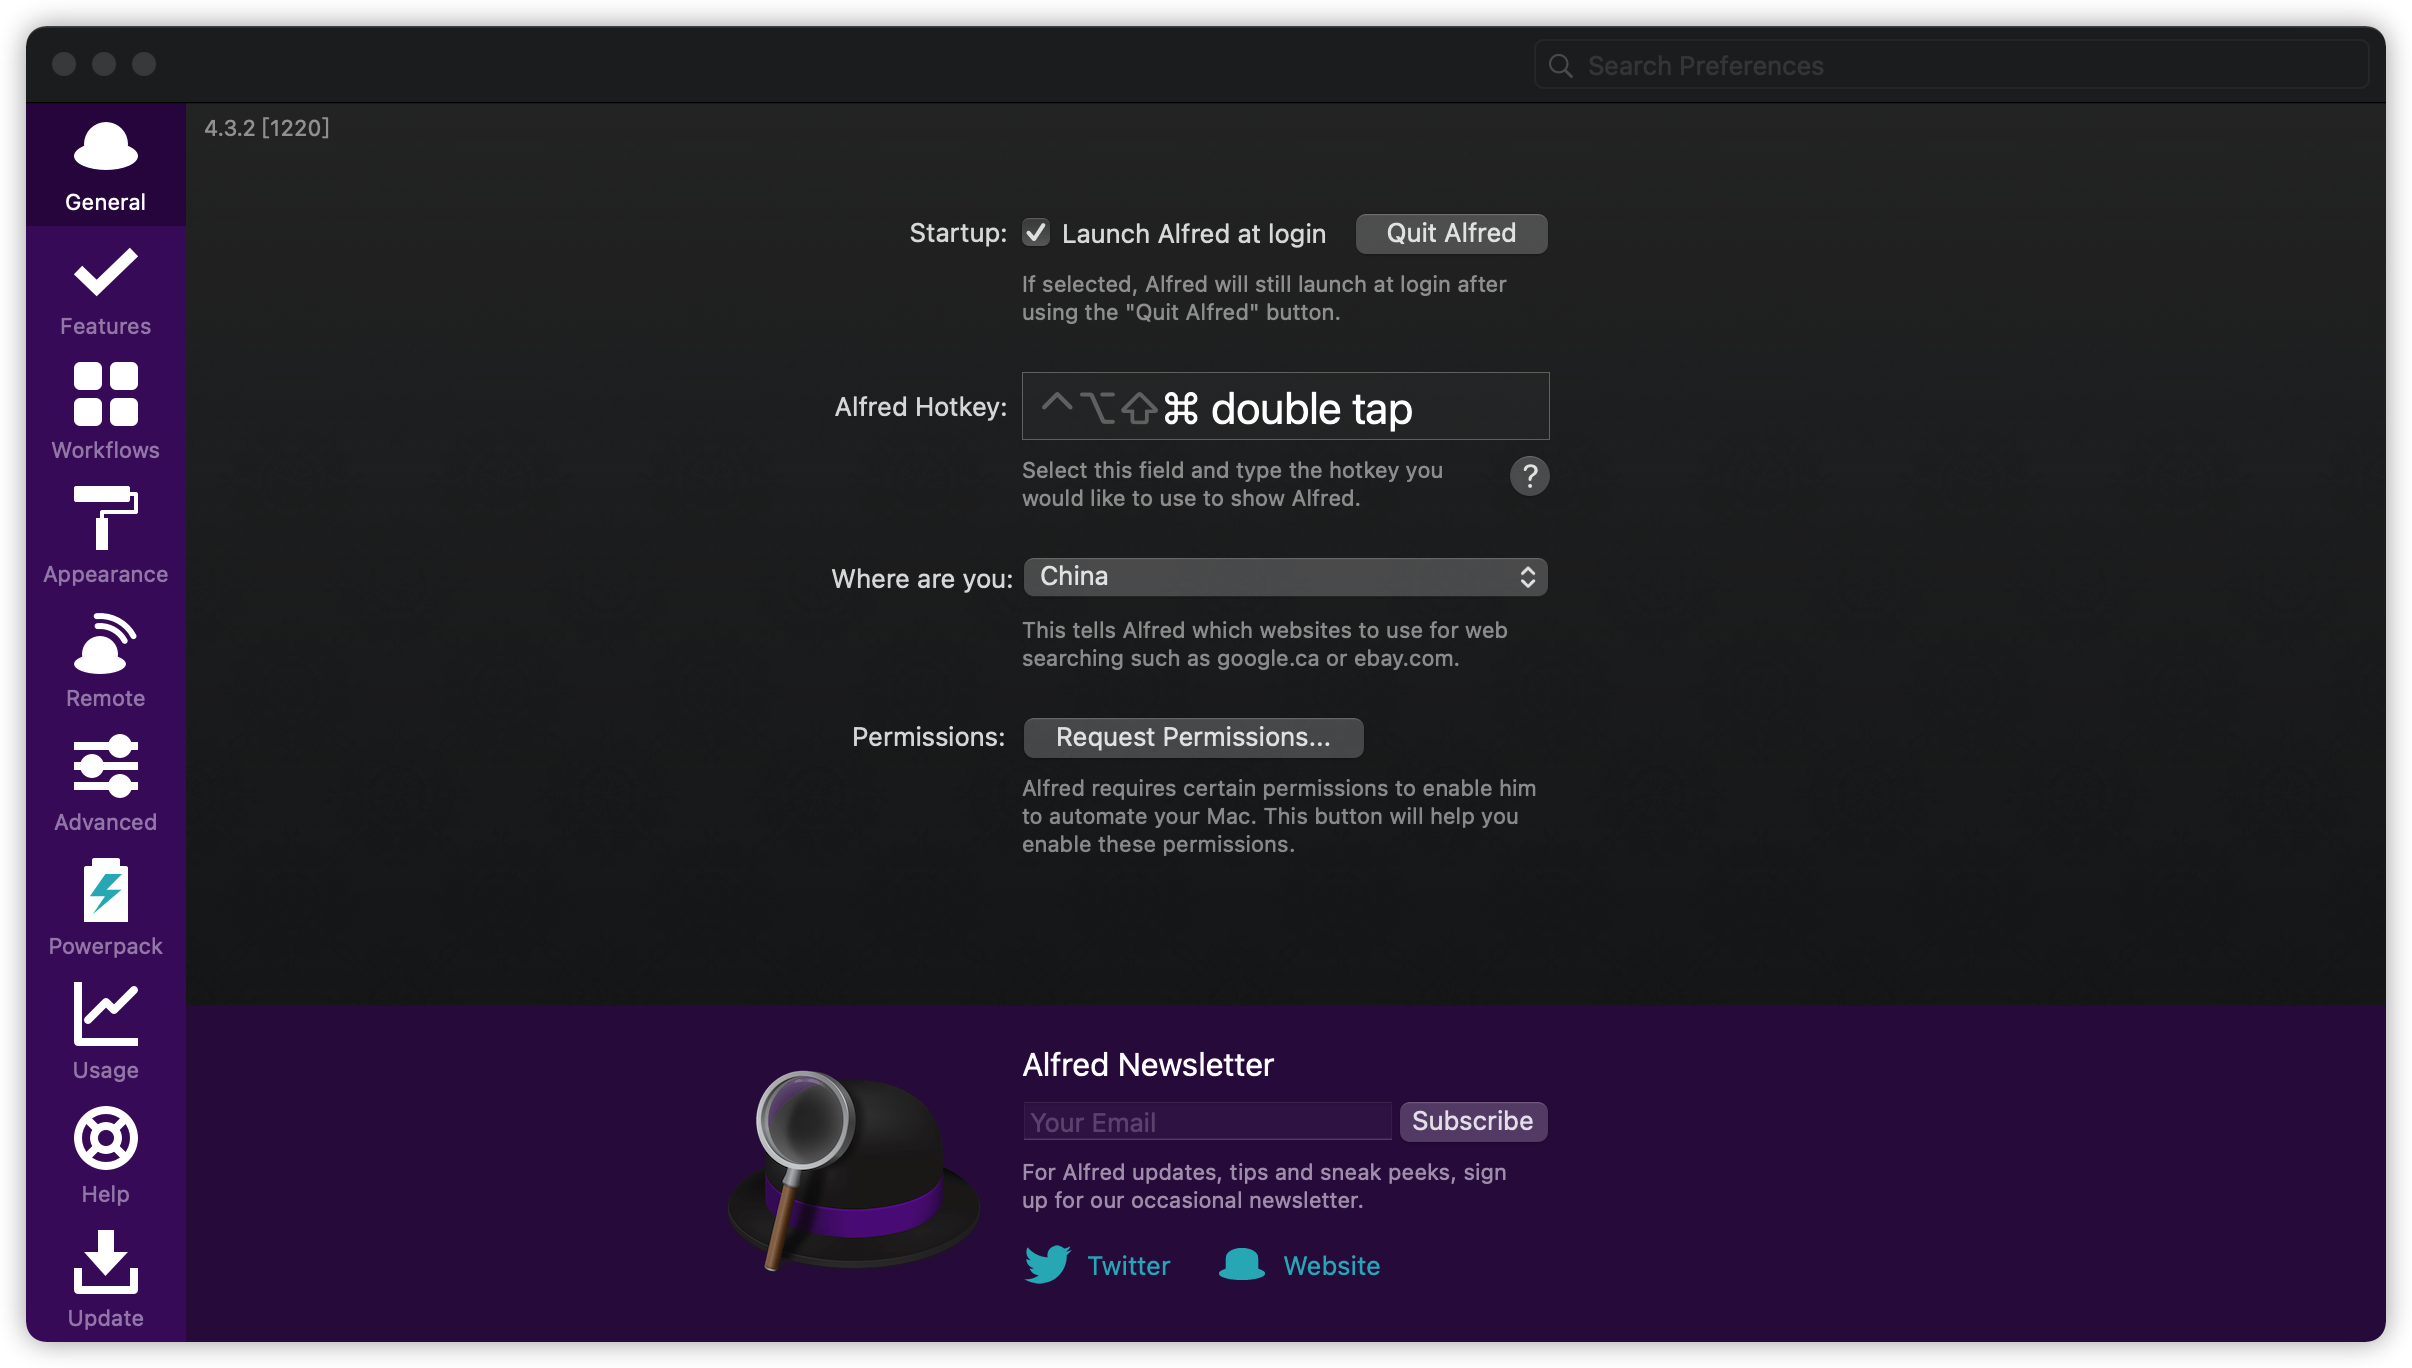 Search Preferences
4.3.2 [1220]
General
Features
Workflows
Appearance
Remote
Advanced
Powerpack
Usage
Help
Update
Startup: Launch Alfred at login Quit Alfred
If selected, Alfred will still launch at login after
using the "Quit Alfred" button.
Alfred Hotkey: ^⌥⇧⌘ double tap
Select this field and type the hotkey you
would like to use to show Alfred.
?
Where are you: China
This tells Alfred which websites to use for web
searching such as google.ca or ebay.com.
Permissions: Request Permissions...
Alfred requires certain permissions to enable him
to automate your Mac. This button will help you
enable these permissions.
Alfred Newsletter
Your Email Subscribe
For Alfred updates, tips and sneak peeks, sign
up for our occasional newsletter.
Twitter Website